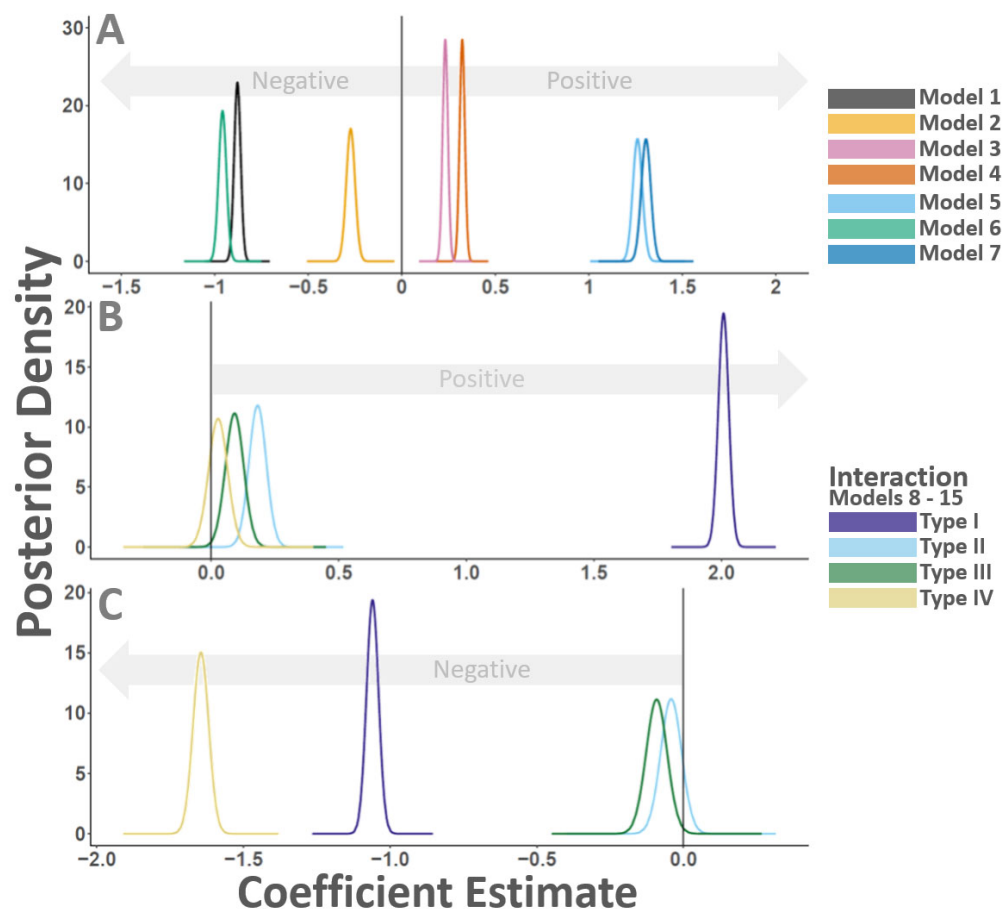 A
30
20
10
0
Negative
Positive
−1.5
−1
−0.5
0
0.5
1
1.5
2
Model 1
Model 2
Model 3
Model 4
Model 5
Model 6
Model 7
Posterior Density
B
20
15
10
5
0
Positive
0.0
0.5
1.0
1.5
2.0
Interaction
Models 8 - 15
Type I
Type II
Type III
Type IV
C
20
15
10
5
0
Negative
−2.0
−1.5
−1.0
−0.5
0.0
Coefficient Estimate